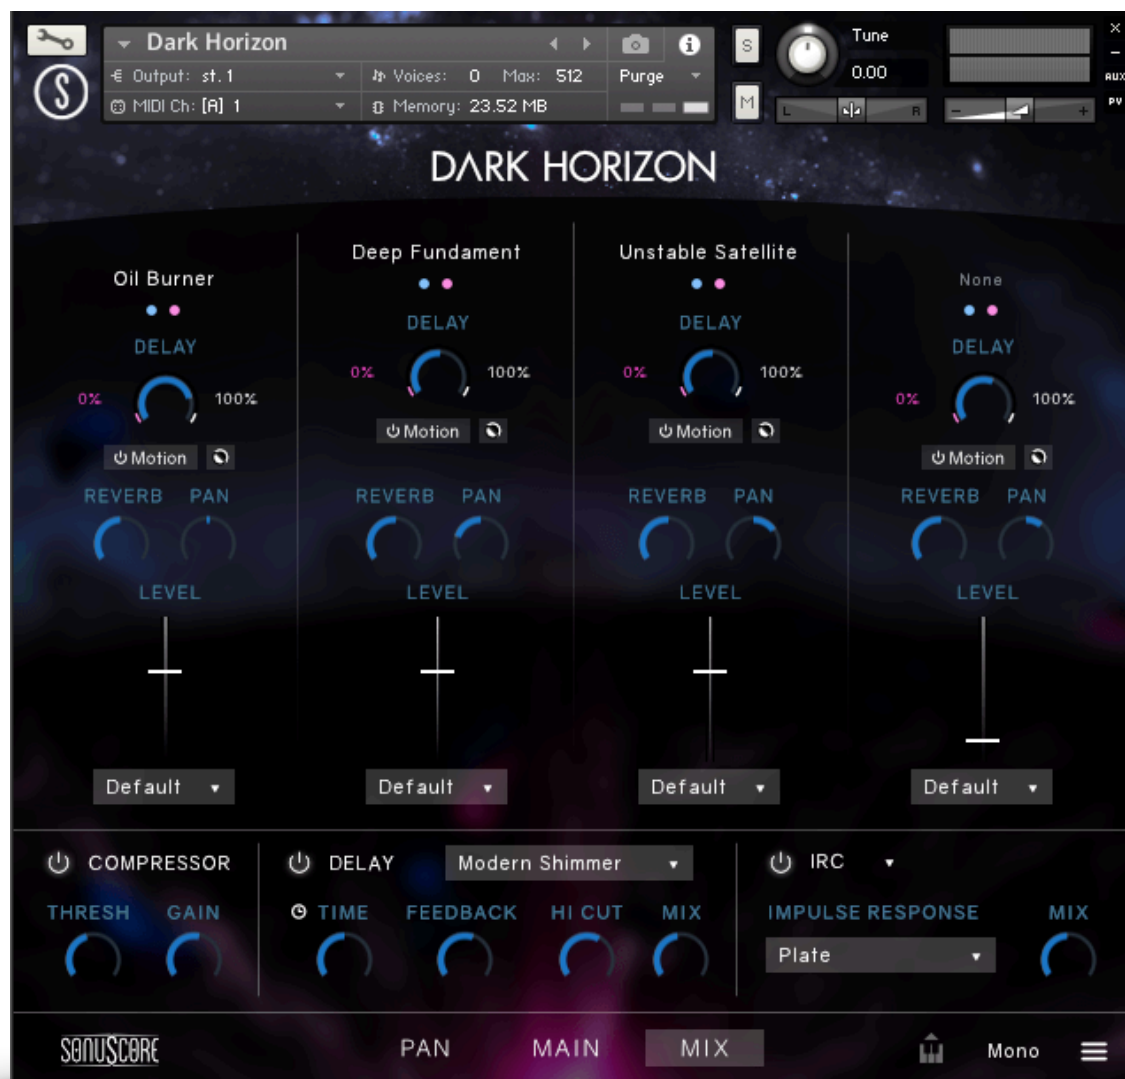 Dark Horizon
S
Tune
Output: st.1
Voices: 0 Max: 512
Purge
0.00
AUX
MIDI Ch: [A] 1
Memory: 23.52 MB
M
L R
- +
PV
DARK HORIZON
Oil Burner
DELAY
0% 100%
Motion
REVERB PAN
LEVEL
Default
Deep Fundament
DELAY
0% 100%
Motion
REVERB PAN
LEVEL
Default
Unstable Satellite
DELAY
0% 100%
Motion
REVERB PAN
LEVEL
Default
None
DELAY
0% 100%
Motion
REVERB PAN
LEVEL
Default
COMPRESSOR
THRESH GAIN
DELAY Modern Shimmer
TIME FEEDBACK HI CUT MIX
IRC
IMPULSE RESPONSE MIX
Plate
SONUSCORE
PAN MAIN MIX
Mono